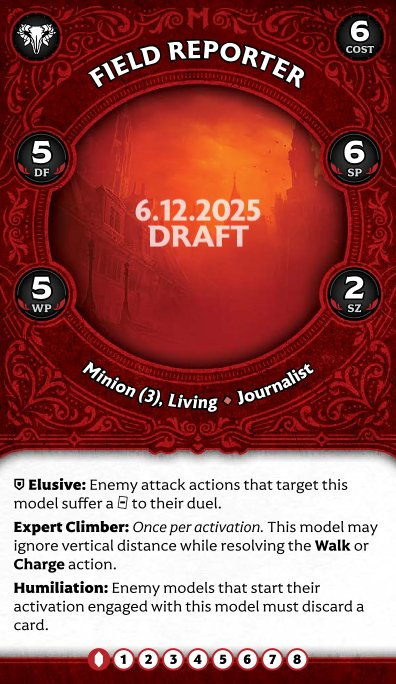 FIELD REPORTER
6
COST
5
DF
6
SP
6.12.2025
DRAFT
5
WP
2
SZ
Minion (3), Living • Journalist
Elusive: Enemy attack actions that target this
model suffer a to their duel.
Expert Climber: Once per activation. This model may
ignore vertical distance while resolving the Walk or
Charge action.
Humiliation: Enemy models that start their
activation engaged with this model must discard a
card.
1 2 3 4 5 6 7 8